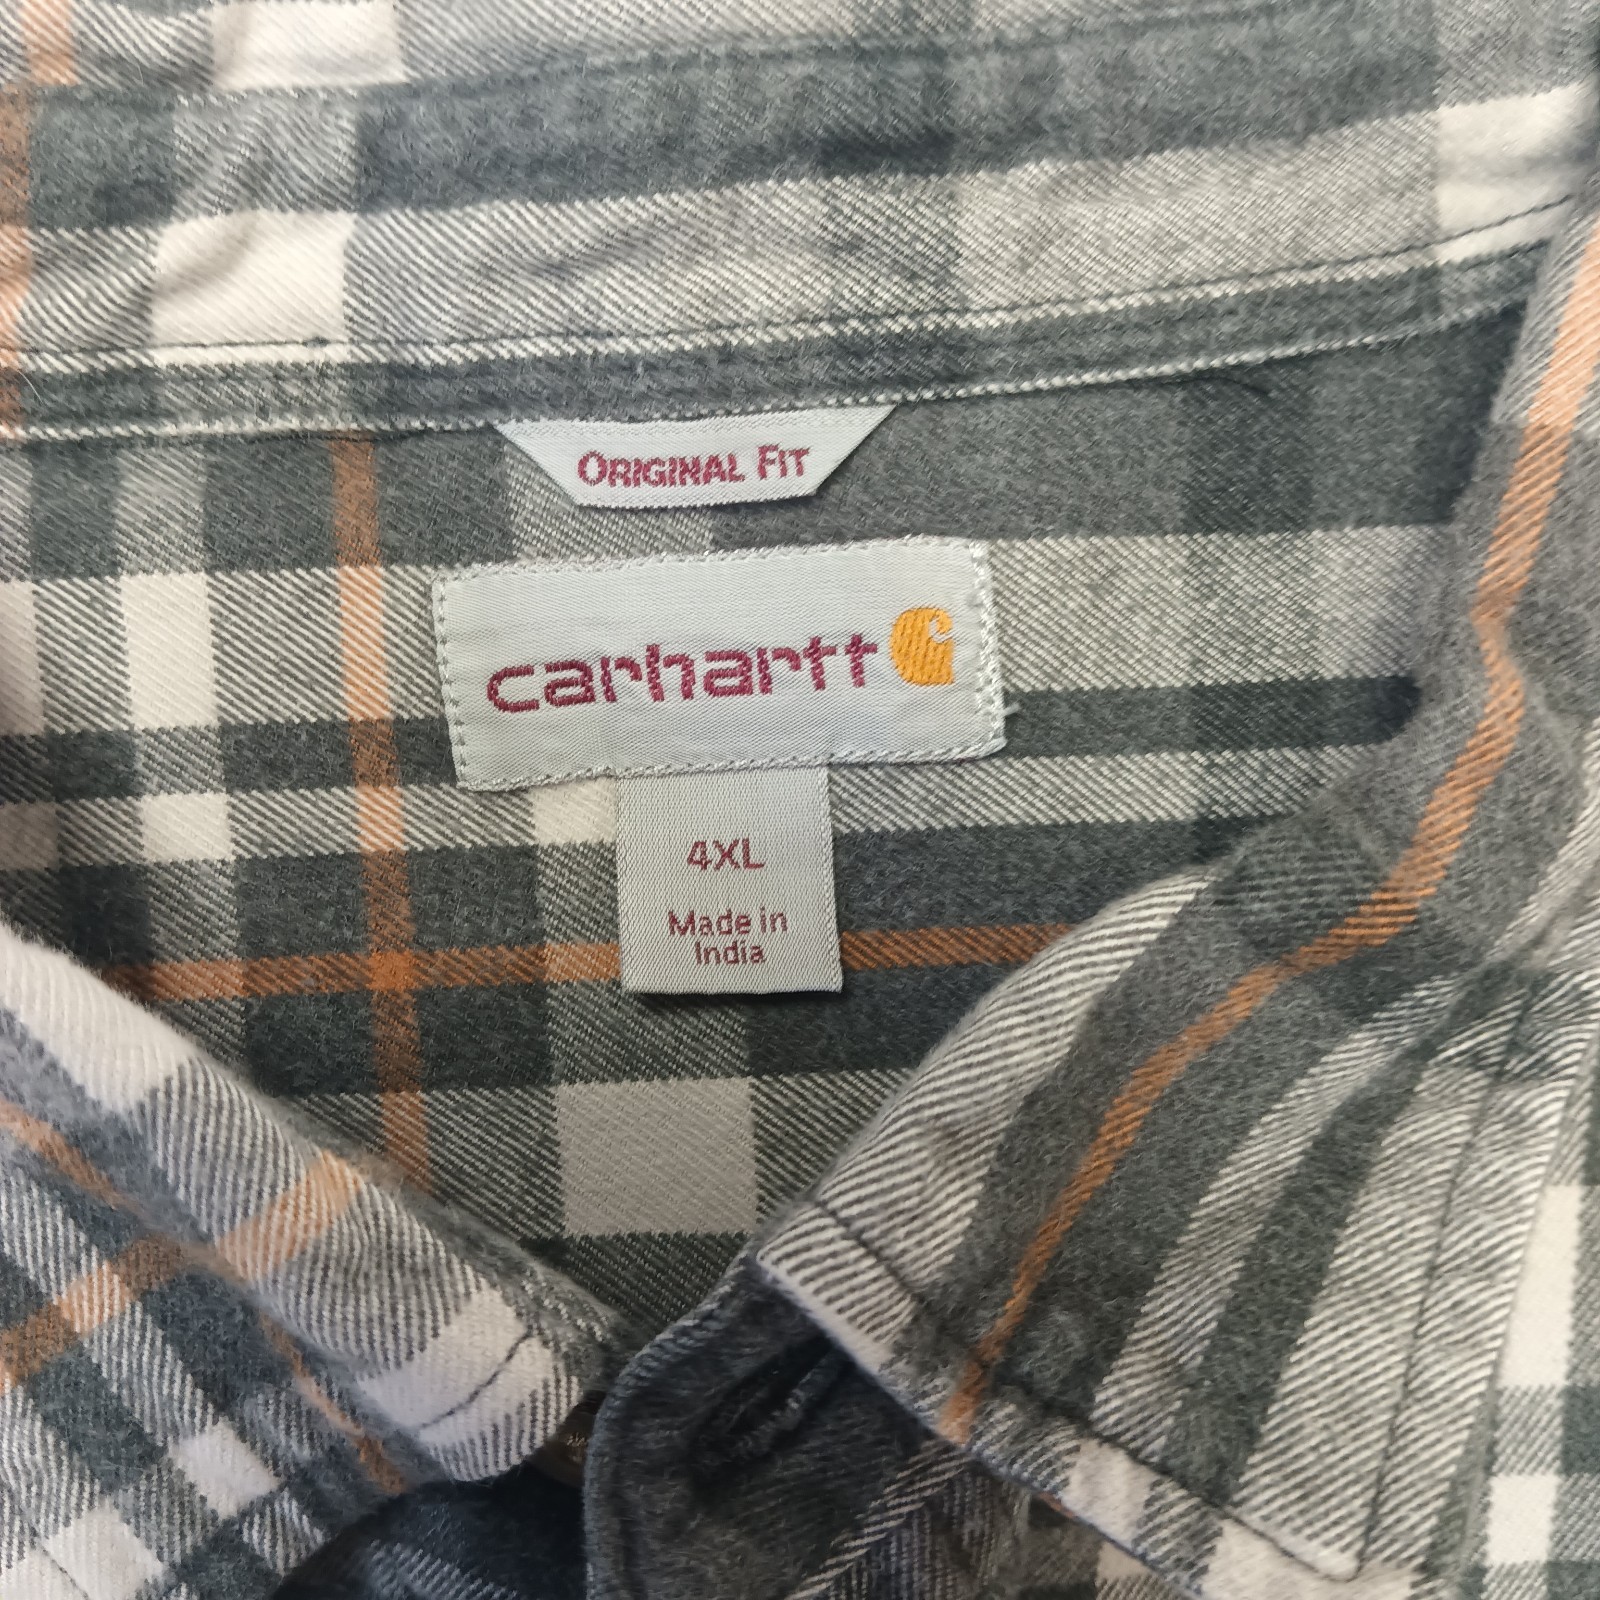 ORIGINAL FIT
carhartt
4XL
Made in
India